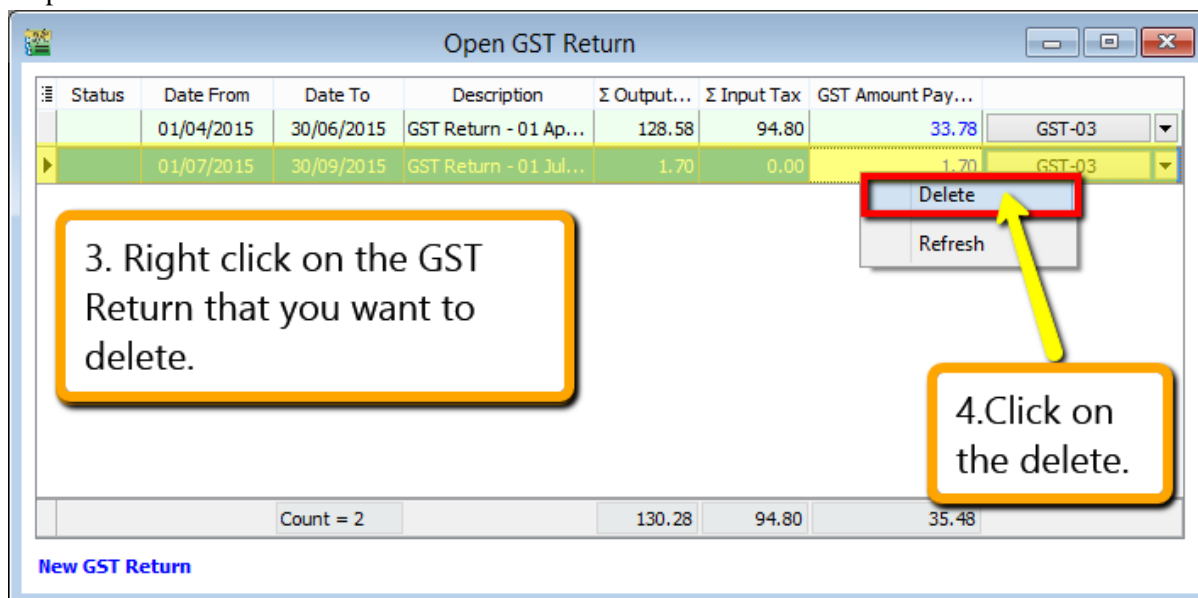 Open GST Return
Status Date From Date To Description Σ Output... Σ Input Tax GST Amount Pay...
01/04/2015 30/06/2015 GST Return - 01 Ap... 128.58 94.80 33.78 GST-03
01/07/2015 30/09/2015 GST Return - 01 Jul... 1.70 0.00 1.70 GST-03
Delete
Refresh
3. Right click on the GST
Return that you want to
delete.
4.Click on
the delete.
Count = 2 130.28 94.80 35.48
New GST Return